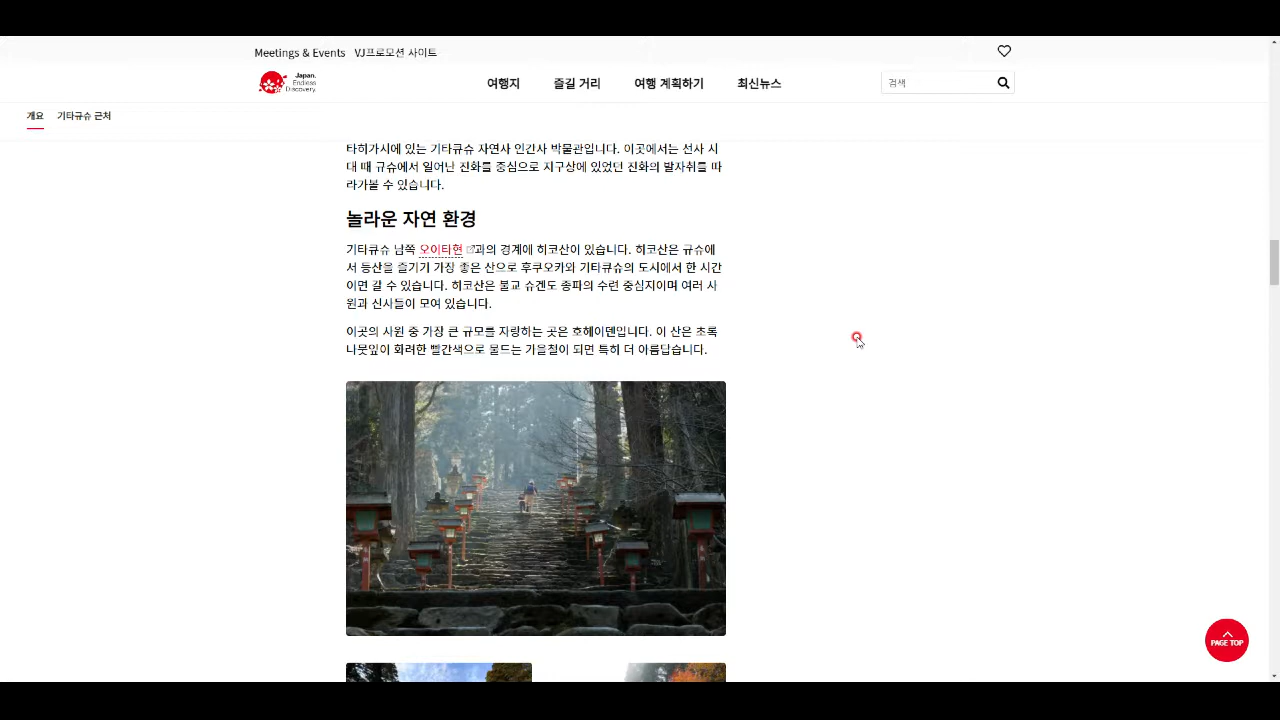 Meetings & Events VJ프로모션 사이트
Japan.
Endless
Discovery.
여행지 즐길 거리 여행 계획하기 최신뉴스 검색
개요 기타규슈 근처
타히가시에 있는 기타큐슈 자연사 인간사 박물관입니다. 이곳에서는 선사 시
대 때 규슈에서 일어난 진화를 중심으로 지구상에 있었던 진화의 발자취를 따
라가볼 수 있습니다.
놀라운 자연 환경
기타큐슈 남쪽 오이타현 과의 경계에 히코산이 있습니다. 히코산은 규슈에
서 등산을 즐기기 가장 좋은 산으로 후쿠오카와 기타큐슈의 도시에서 한 시간
이면 갈 수 있습니다. 히코산은 불교 슈겐도 종파의 수련 중심지이며 여러 사
원과 신사들이 모여 있습니다.
이곳의 사원 중 가장 큰 규모를 자랑하는 곳은 호헤이덴입니다. 이 산은 초록
나뭇잎이 화려한 빨간색으로 물드는 가을철이 되면 특히 더 아름답습니다.
PAGE TOP